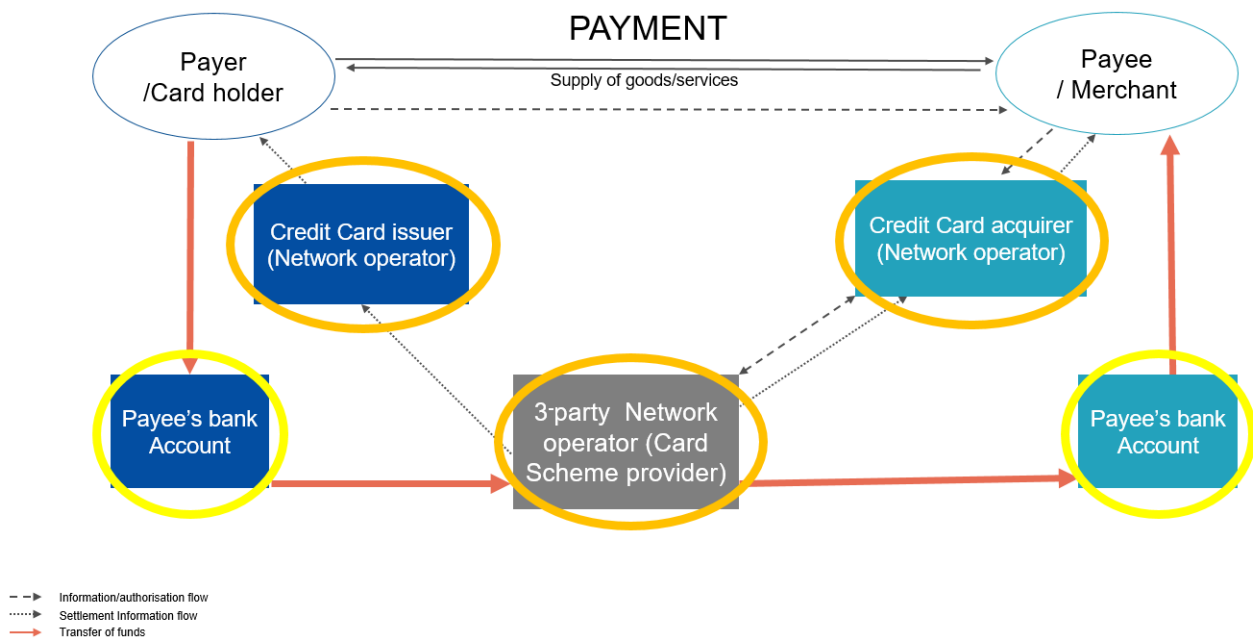 PAYMENT
Payer
/Card holder
Supply of goods/services
Payee
/ Merchant
Credit Card issuer
(Network operator)
Credit Card acquirer
(Network operator)
Payee's bank
Account
3-party Network
operator (Card
Scheme provider)
Payee's bank
Account
Information/authorisation flow
Settlement Information flow
Transfer of funds